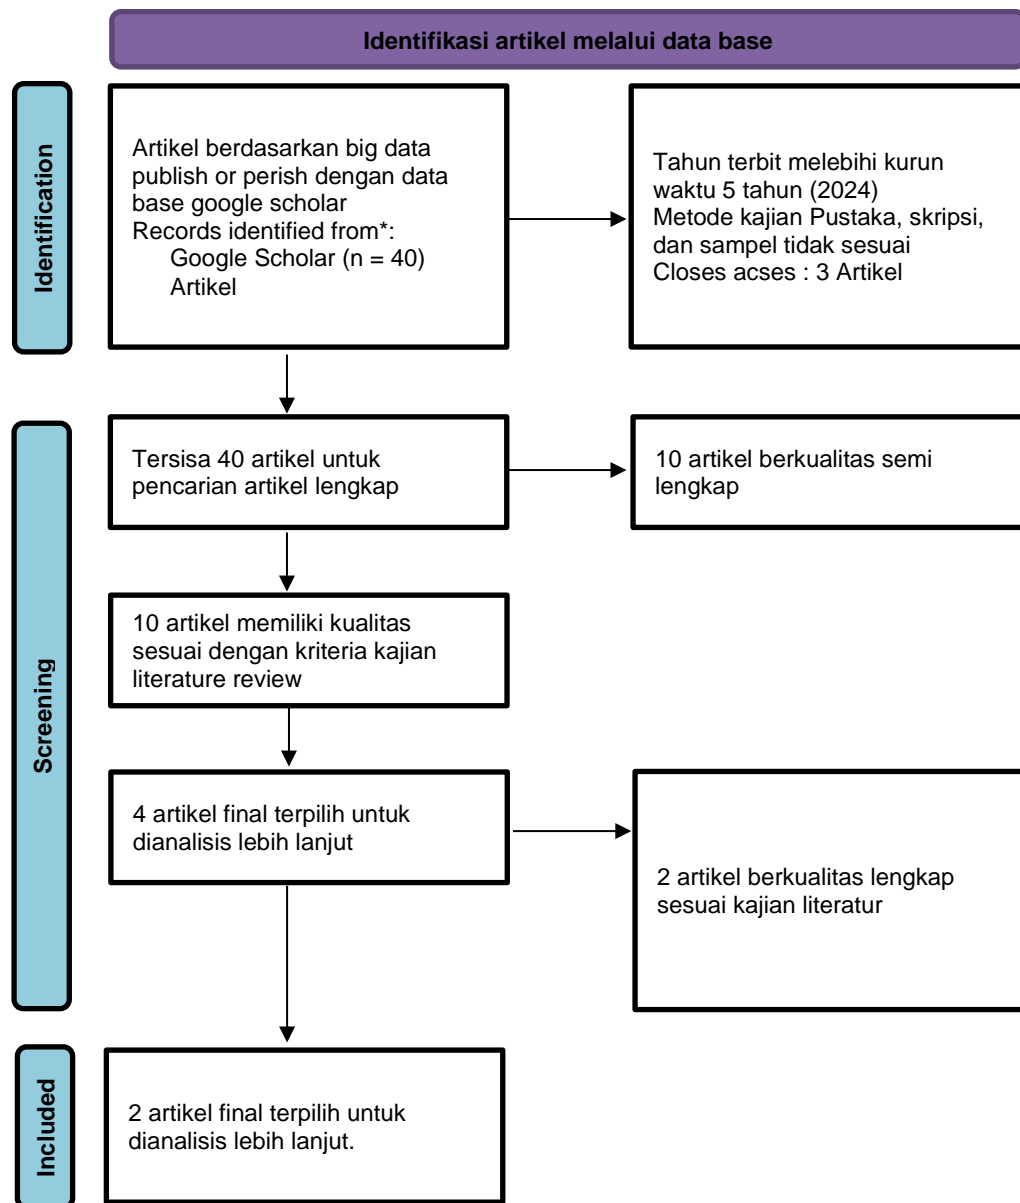 Identifikasi artikel melalui data base
Identification
Artikel berdasarkan big data
publish or perish dengan data
base google scholar
Records identified from*:
Google Scholar (n = 40)
Artikel
Tahun terbit melebihi kurun
waktu 5 tahun (2024)
Metode kajian Pustaka, skripsi,
dan sampel tidak sesuai
Closes acses : 3 Artikel
Screening
Tersisa 40 artikel untuk
pencarian artikel lengkap
10 artikel berkualitas semi
lengkap
10 artikel memiliki kualitas
sesuai dengan kriteria kajian
literature review
4 artikel final terpilih untuk
dianalisis lebih lanjut
2 artikel berkualitas lengkap
sesuai kajian literatur
Included
2 artikel final terpilih untuk
dianalisis lebih lanjut.